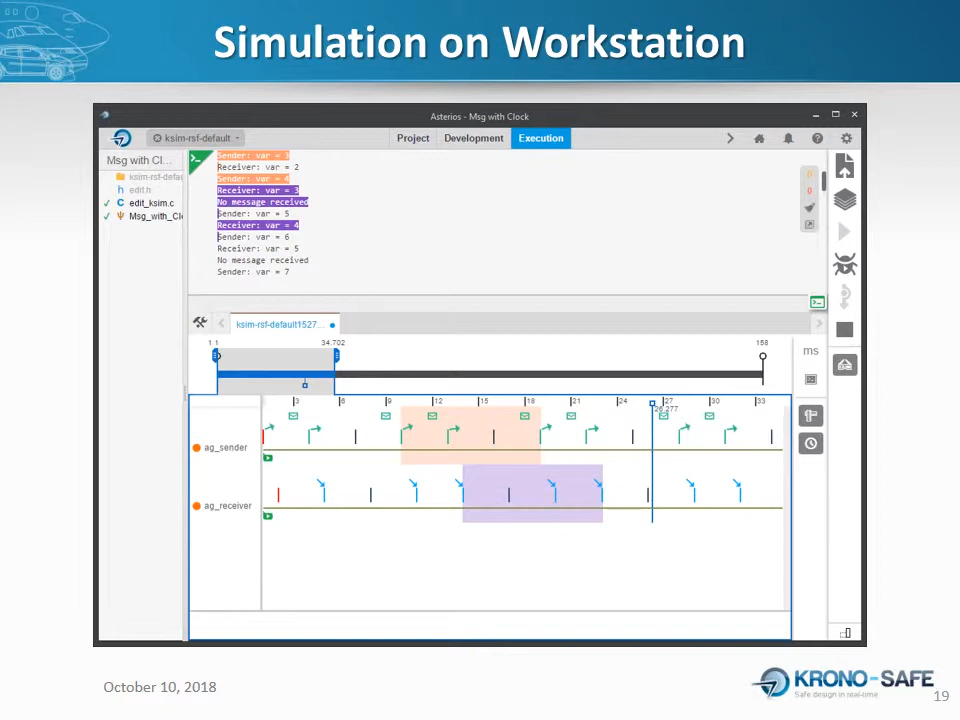 Simulation on Workstation
Asterios - Msg with Clock
ksim-rsf-default
Project Development Execution
Msg with Cl...
ksim-rsf-defau
edit.h
edit_ksim.c
Msg_with_Clo
Sender: var = 3
Receiver: var = 2
Sender: var = 4
Receiver: var = 3
No message received
Sender: var = 5
Receiver: var = 4
Sender: var = 6
Receiver: var = 5
No message received
Sender: var = 7
0
0
ksim-rsf-default1527...
1 1 34.702 158
ms
3 6 9 12 15 18 21 24 27 30 33
26.277
ag_sender
ag_receiver
October 10, 2018
KRONO-SAFE
Safe design in real-time
19